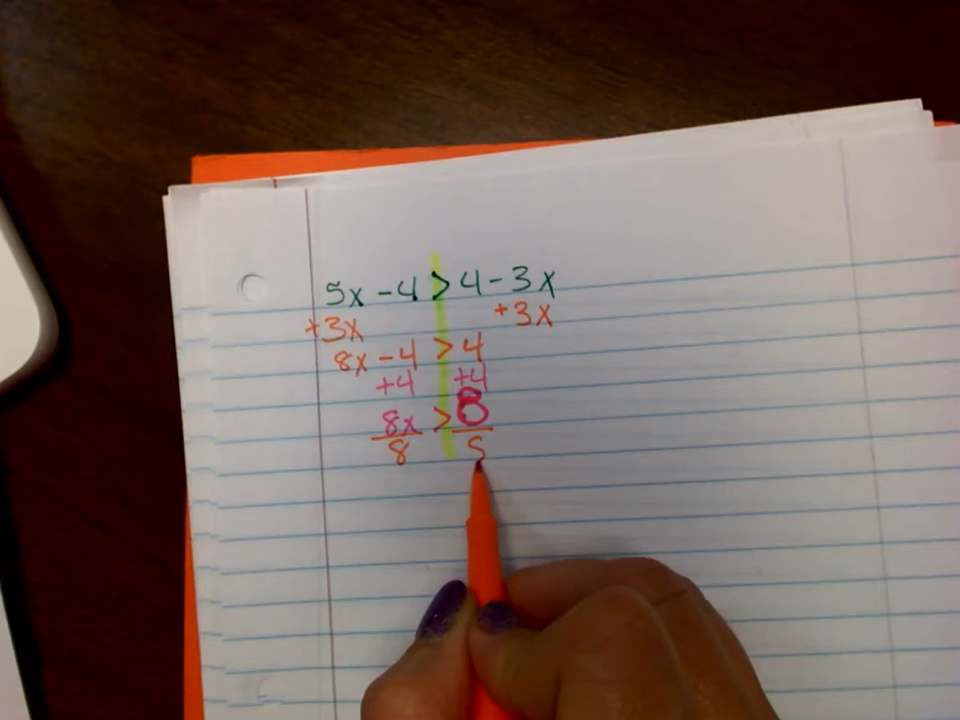 5x - 4 > 4 - 3x
+3x +3x
8x - 4 > 4
+4 +4
8x > 8
8